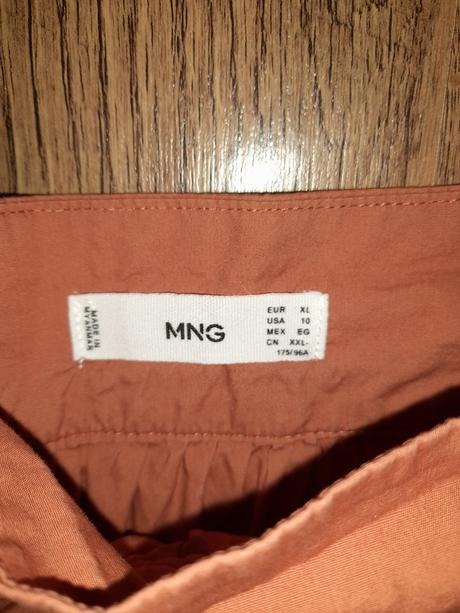 MADE IN
MYANMAR
MNG
EUR XL
USA 10
MEX EG
CN XXL-
175/96A